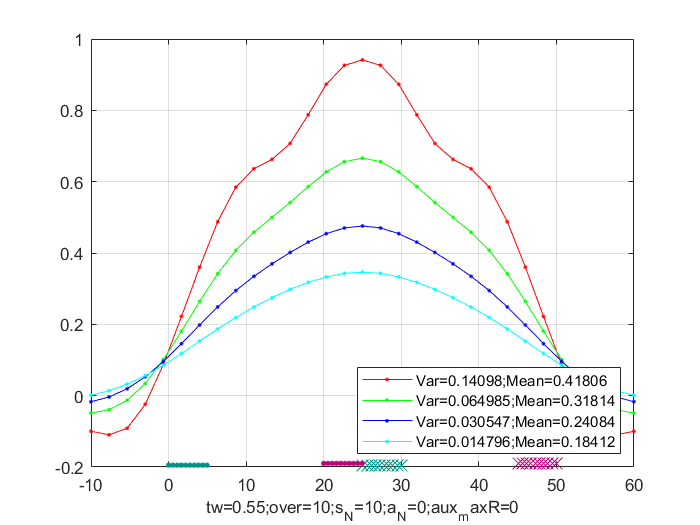 1
0.8
0.6
0.4
0.2
0
-0.2
-10 0 10 20 30 40 50 60
Var=0.14098;Mean=0.41806
Var=0.064985;Mean=0.31814
Var=0.030547;Mean=0.24084
Var=0.014796;Mean=0.18412
tw=0.55;over=10;s_N=10;a_N=0;aux_maxR=0